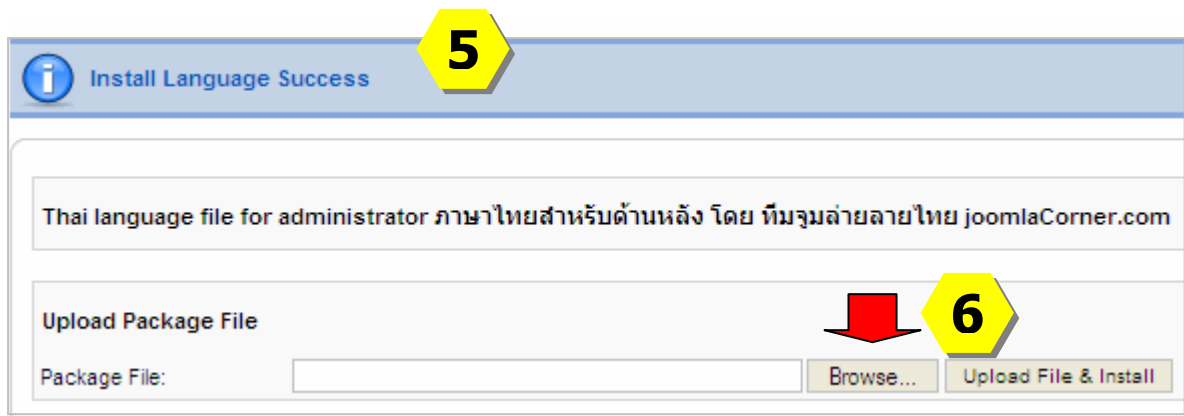 5
Install Language Success
Thai language file for administrator ภาษาไทยสำหรับด้านหลัง โดย ทีมจูมล่ายลายไทย joomlaCorner.com
Upload Package File
6
Package File: Browse... Upload File & Install